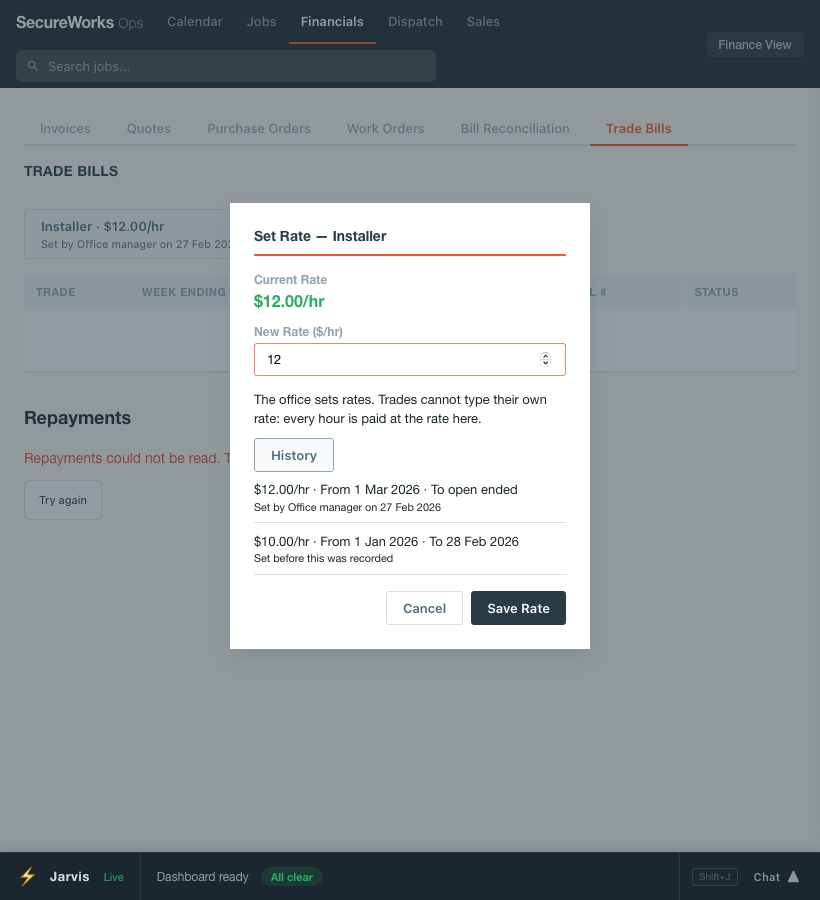 SecureWorks Ops
Calendar
Jobs
Financials
Dispatch
Sales
Finance View
Search jobs...
Invoices
Quotes
Purchase Orders
Work Orders
Bill Reconciliation
Trade Bills
TRADE BILLS
Installer · $12.00/hr
Set by Office manager on 27 Feb
TRADE
WEEK ENDING
#
STATUS
Repayments
Repayments could not be read.
Try again
Set Rate — Installer
Current Rate
$12.00/hr
New Rate ($/hr)
12
The office sets rates. Trades cannot type their own
rate: every hour is paid at the rate here.
History
$12.00/hr · From 1 Mar 2026 · To open ended
Set by Office manager on 27 Feb 2026
$10.00/hr · From 1 Jan 2026 · To 28 Feb 2026
Set before this was recorded
Cancel
Save Rate
Jarvis
Live
Dashboard ready
All clear
Shift+J
Chat